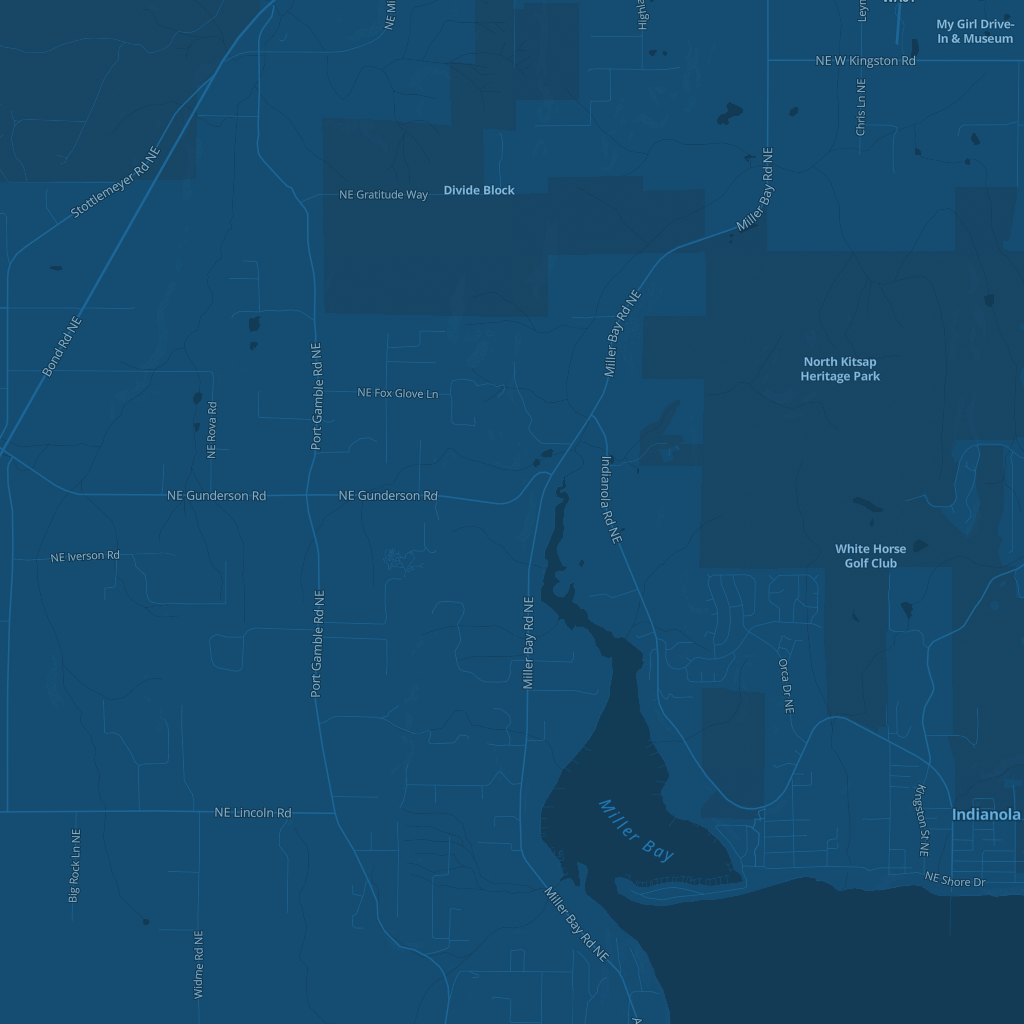 NE Mi
Highla
Leyn
My Girl Drive-
In & Museum
NE W Kingston Rd
Chris Ln NE
Stottlemeyer Rd NE
NE Gratitude Way
Divide Block
Miller Bay Rd NE
Bond Rd NE
Port Gamble Rd NE
Miller Bay Rd NE
North Kitsap
Heritage Park
NE Fox Glove Ln
NE Rova Rd
NE Gunderson Rd
NE Gunderson Rd
Indianola Rd NE
NE Iverson Rd
White Horse
Golf Club
Port Gamble Rd NE
Miller Bay Rd NE
Orca Dr NE
NE Lincoln Rd
Miller Bay
Kingston St NE
Indianola
Big Rock Ln NE
NE Shore Dr
Miller Bay Rd NE
Widme Rd NE
A